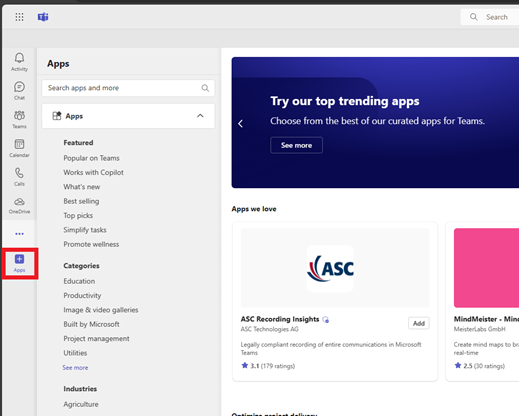 Search
Activity
Chat
Teams
Calendar
Calls
OneDrive
Apps
Apps
Search apps and more
Apps
Featured
Popular on Teams
Works with Copilot
What's new
Best selling
Top picks
Simplify tasks
Promote wellness
Categories
Education
Productivity
Image & video galleries
Built by Microsoft
Project management
Utilities
See more
Industries
Agriculture
Try our top trending apps
Choose from the best of our curated apps for Teams.
See more
Apps we love
ASC
ASC Recording Insights
ASC Technologies AG
Add
Legally compliant recording of entire communications in Microsoft
Teams
3.1 (179 ratings)
MindMeister - Mind
MeisterLabs GmbH
Create mind maps to br
real-time
2.5 (30 ratings)
Optimize project delivery